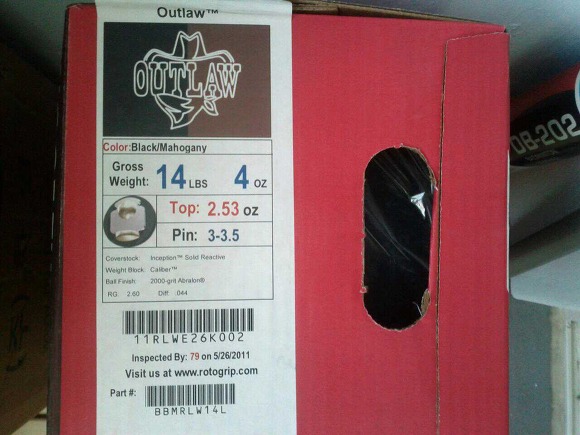 Outlaw™
OUTLAW
Color:Black/Mahogany
Gross Weight: 14 LBS 4 OZ
Top: 2.53 oz
Pin: 3-3.5
Coverstock: Inception™ Solid Reactive
Weight Block: Caliber™
Ball Finish: 2000-grit Abralon®
RG: 2.60 Diff: .044
11RLWE26K002
Inspected By: 79 on 5/26/2011
Visit us at www.rotogrip.com
Part #:
BBMRLW14L
08-202